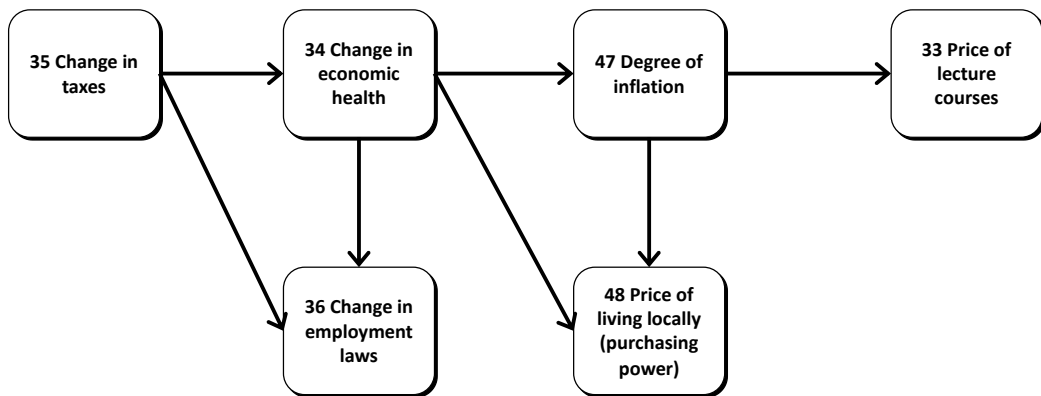 35 Change in
taxes
34 Change in
economic
health
47 Degree of
inflation
33 Price of
lecture
courses
36 Change in
employment
laws
48 Price of
living locally
(purchasing
power)